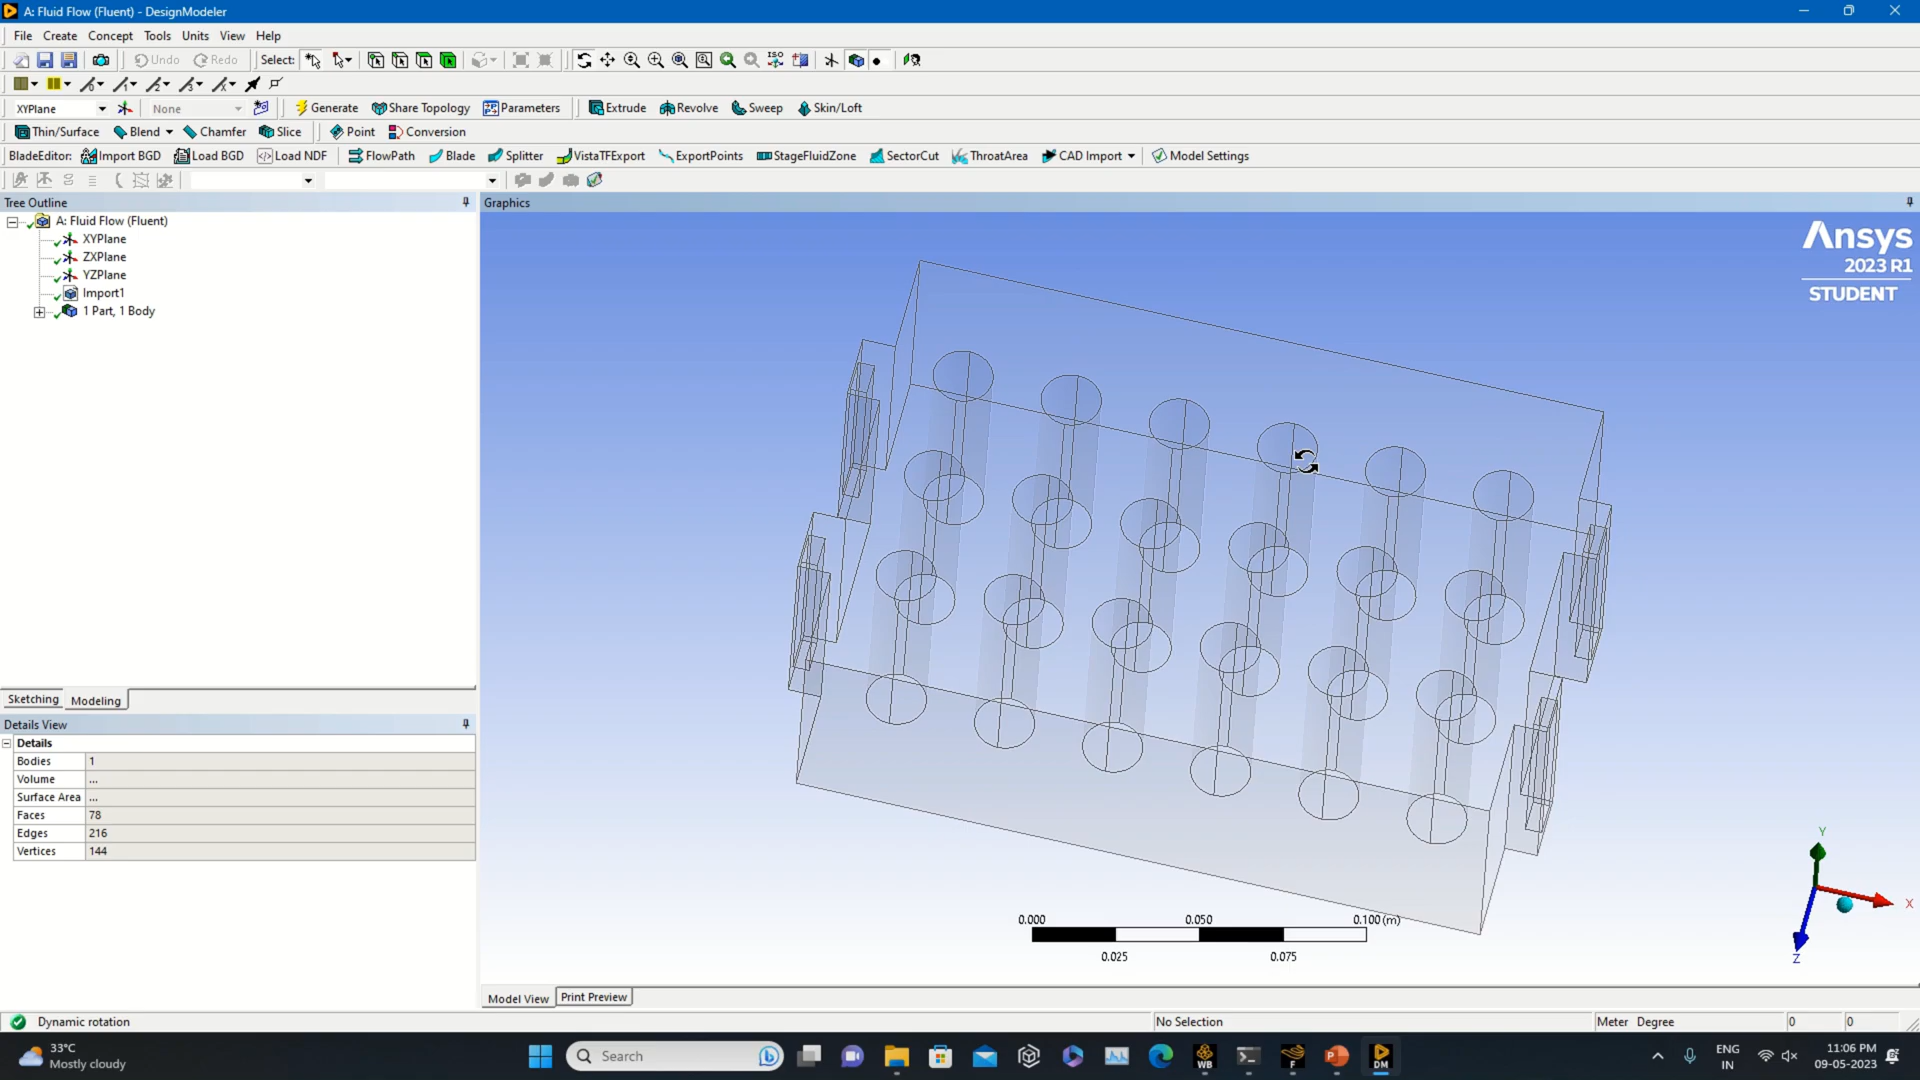 A: Fluid Flow (Fluent) - DesignModeler
File Create Concept Tools Units View Help
Undo Redo Select:
XYPlane None Generate Share Topology Parameters Extrude Revolve Sweep Skin/Loft
Thin/Surface Blend Chamfer Slice Point Conversion
BladeEditor: Import BGD Load BGD Load NDF FlowPath Blade Splitter VistaTFExport ExportPoints StageFluidZone SectorCut ThroatArea CAD Import Model Settings
Tree Outline
Graphics
A: Fluid Flow (Fluent)
XYPlane
ZXPlane
YZPlane
Import1
1 Part, 1 Body
Ansys
2023 R1
STUDENT
Sketching Modeling
Details View
Details
Bodies 1
Volume ...
Surface Area ...
Faces 78
Edges 216
Vertices 144
0.000 0.050 0.100 (m)
0.025 0.075
Y
X
Z
Model View Print Preview
Dynamic rotation No Selection Meter Degree 0 0
33°C
Mostly cloudy
Search
WB
F
P
DM
ENG
IN
11:06 PM
09-05-2023